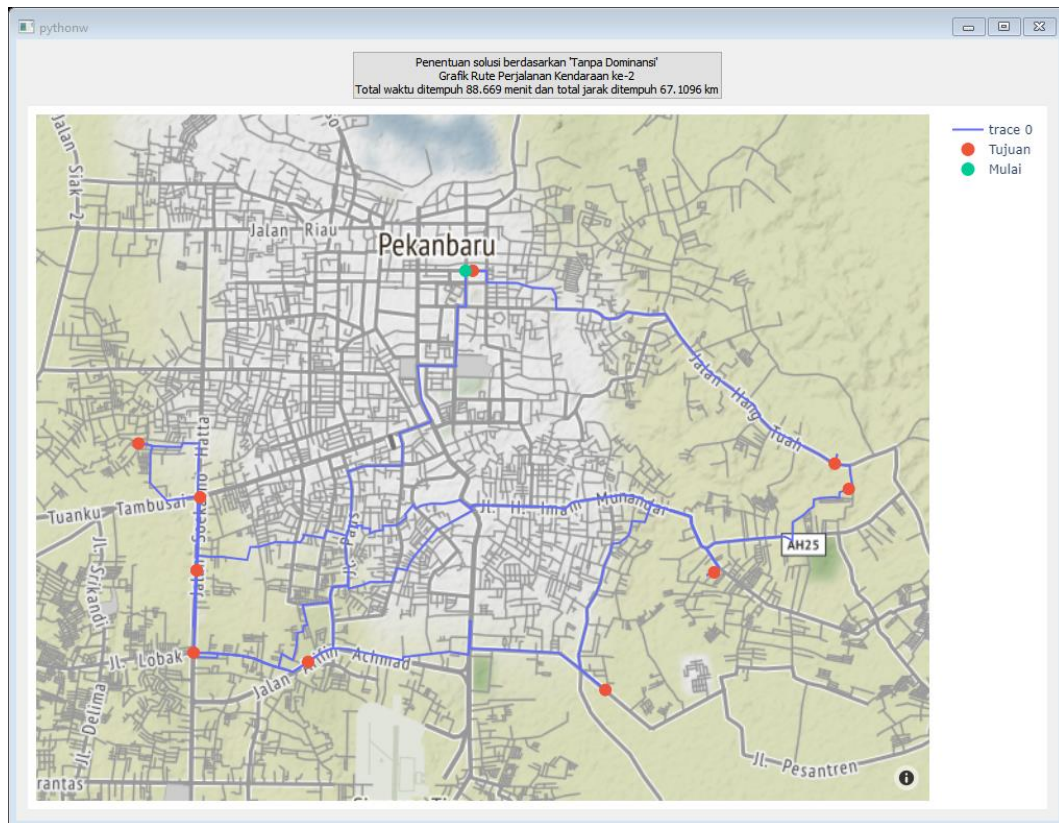 pythonw
Penentuan solusi berdasarkan 'Tanpa Dominansi'
Grafik Rute Perjalanan Kendaraan ke-2
Total waktu ditempuh 88.669 menit dan total jarak ditempuh 67.1096 km
trace 0
Tujuan
Mulai
Jalan Siak 2
Jalan Riau
Pekanbaru
Jalan Hang Tuah
Jalan Soekarno Hatta
Tuanku Tambusai
Jl. H. Imam Munandar
AH25
Jl. Srikandi
Jl. Lobak
Jalan Arifin Achmad
Jl. Delima
Jl. Pesantren
rantas